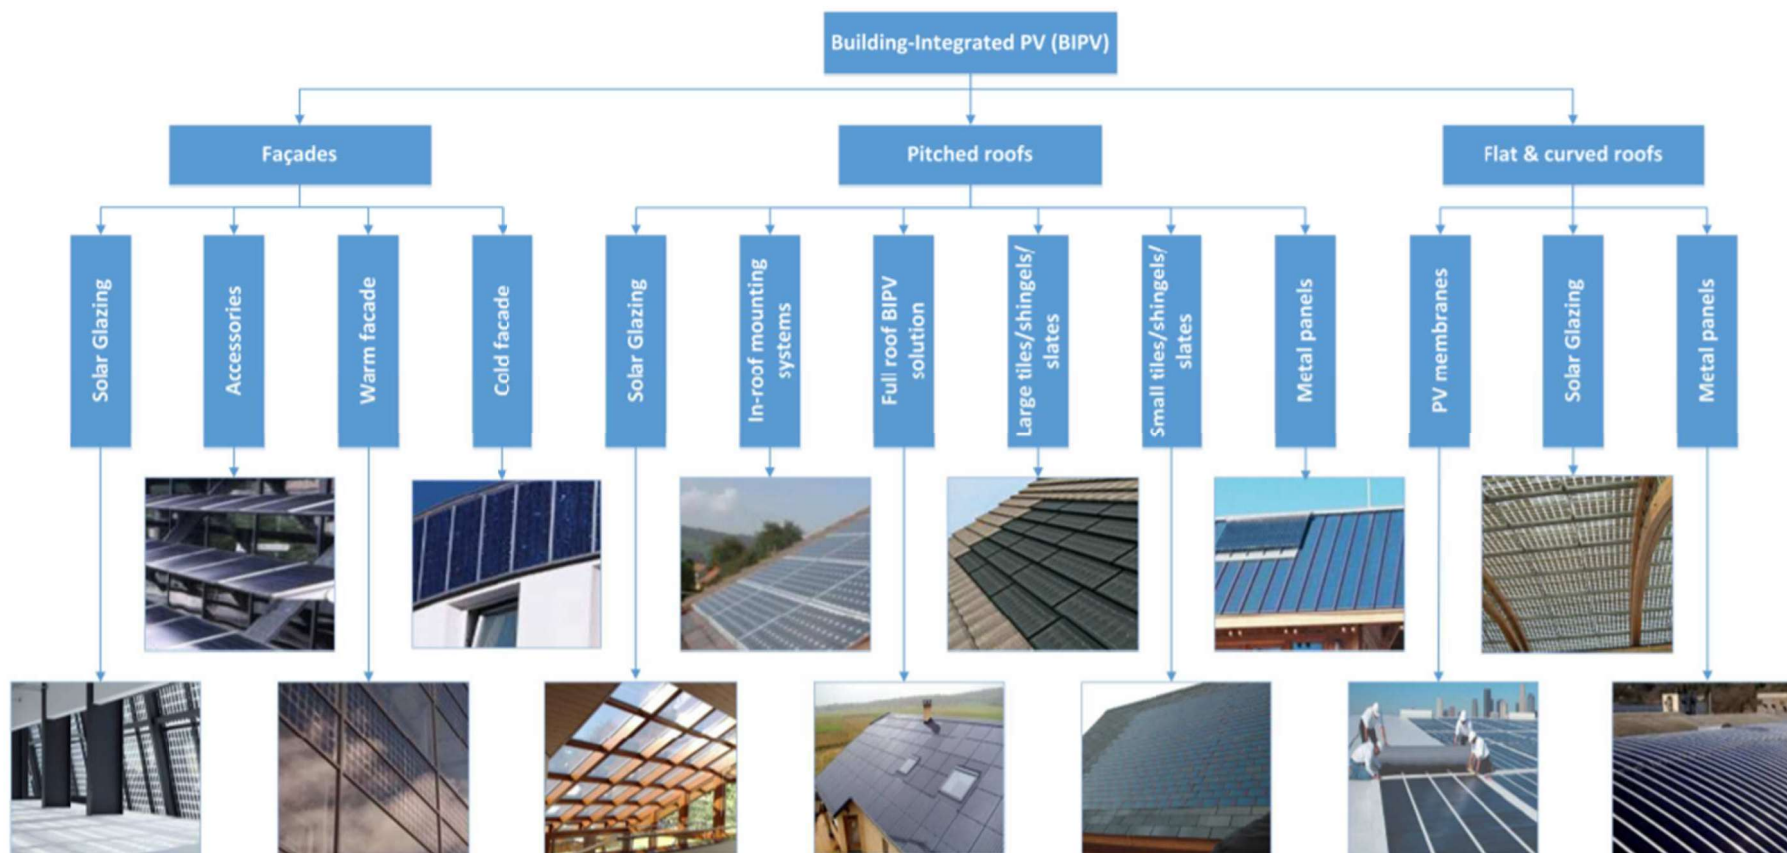 Building-Integrated PV (BIPV)
Façades
Pitched roofs
Flat & curved roofs
Solar Glazing
Accessories
Warm facade
Cold facade
Solar Glazing
In-roof mounting
systems
Full roof BIPV
solution
Large tiles/shingels/
slates
Small tiles/shingels/
slates
Metal panels
PV membranes
Solar Glazing
Metal panels